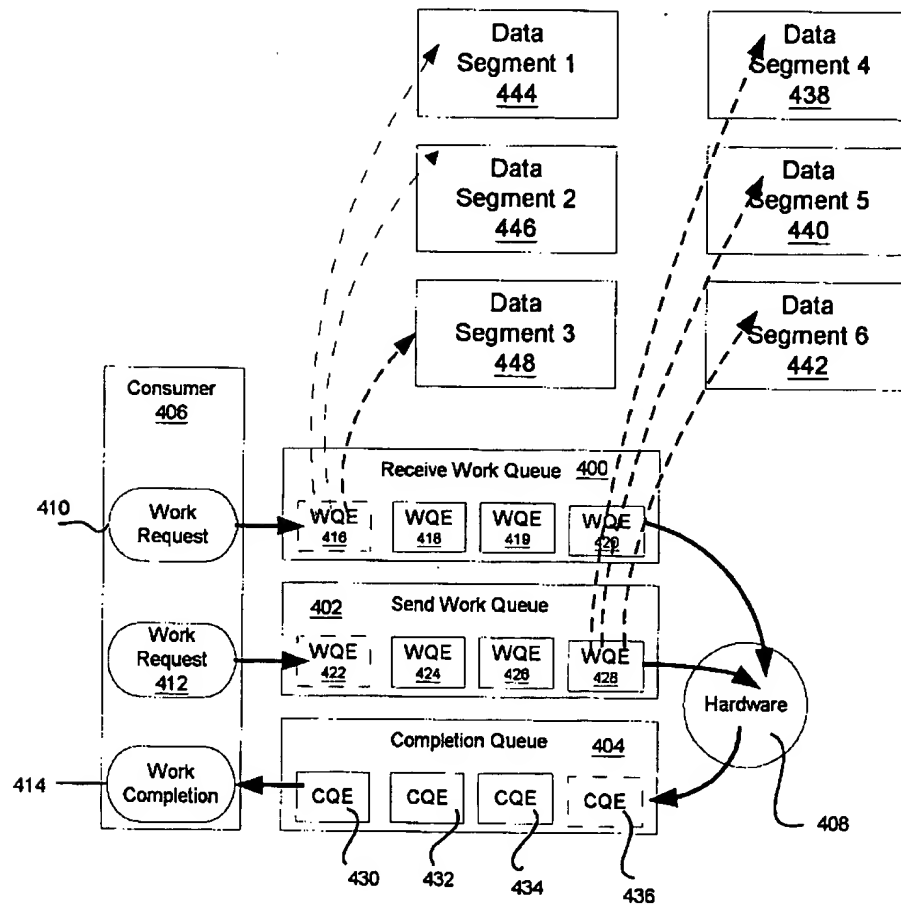 Data
Segment 1
444
Data
Segment 4
438
Data
Segment 2
446
Data
Segment 5
440
Data
Segment 3
448
Data
Segment 6
442
Consumer
406
Receive Work Queue 400
410
Work
Request
WQE
416
WQE
418
WQE
419
WQE
420
402 Send Work Queue
Work
Request
412
WQE
422
WQE
424
WQE
426
WQE
428
Hardware
Completion Queue 404
414
Work
Completion
CQE
CQE
CQE
CQE
408
430
432
434
436